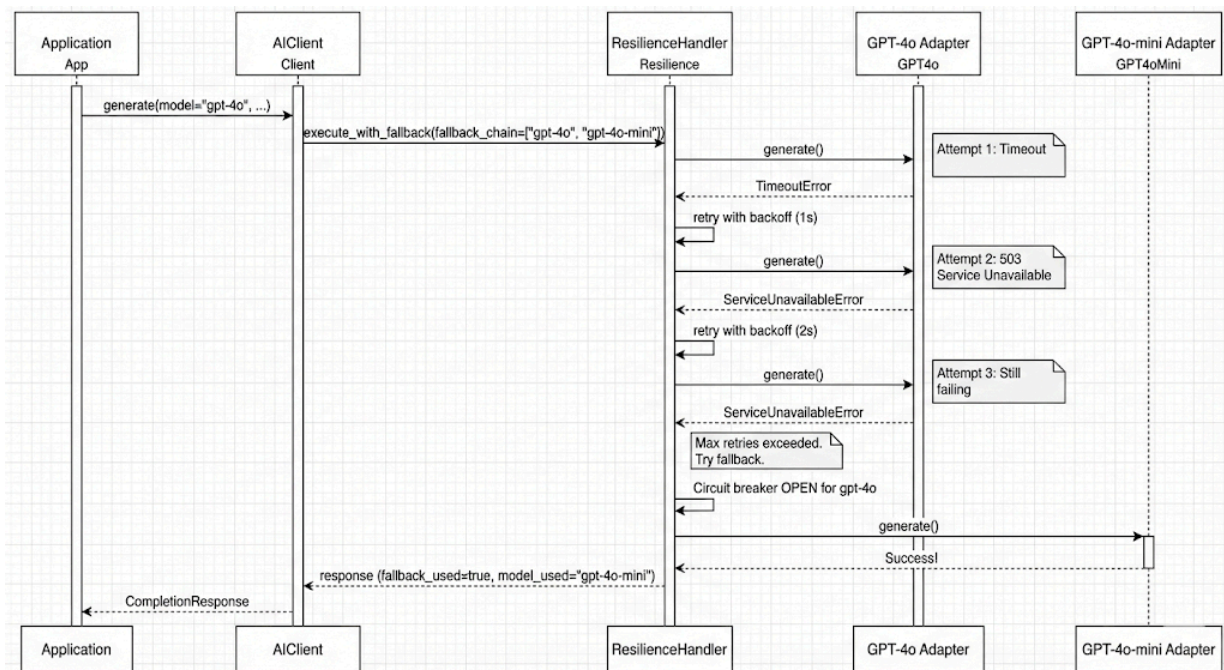 Application
App
AIClient
Client
ResilienceHandler
Resilience
GPT-4o Adapter
GPT4o
GPT-4o-mini Adapter
GPT4oMini
generate(model="gpt-4o", ...)
execute_with_fallback(fallback_chain=["gpt-4o", "gpt-4o-mini"])
generate()
Attempt 1: Timeout
TimeoutError
retry with backoff (1s)
generate()
Attempt 2: 503
Service Unavailable
ServiceUnavailableError
retry with backoff (2s)
generate()
Attempt 3: Still
failing
ServiceUnavailableError
Max retries exceeded.
Try fallback.
Circuit breaker OPEN for gpt-4o
generate()
Success!
response (fallback_used=true, model_used="gpt-4o-mini")
CompletionResponse
Application
AIClient
ResilienceHandler
GPT-4o Adapter
GPT-4o-mini Adapter